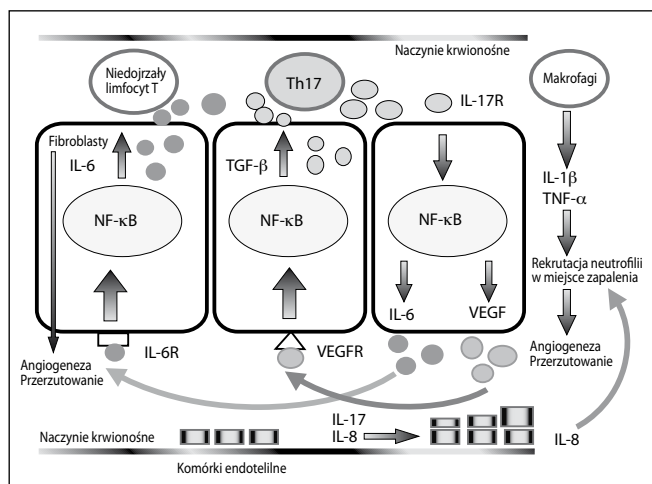 Naczynie krwionośne
Niedojrzały
limfocyt T
Th17
IL-17R
Makrofagi
Fibroblasty
IL-6
TGF-β
NF-κB
NF-κB
NF-κB
IL-1β
TNF-α
Rekrutacja neutrofilii
w miejsce zapalenia
IL-6
VEGF
IL-6R
VEGFR
Angiogeneza
Przerzutowanie
Angiogeneza
Przerzutowanie
Naczynie krwionośne
IL-17
IL-8
IL-8
Komórki endotelilne